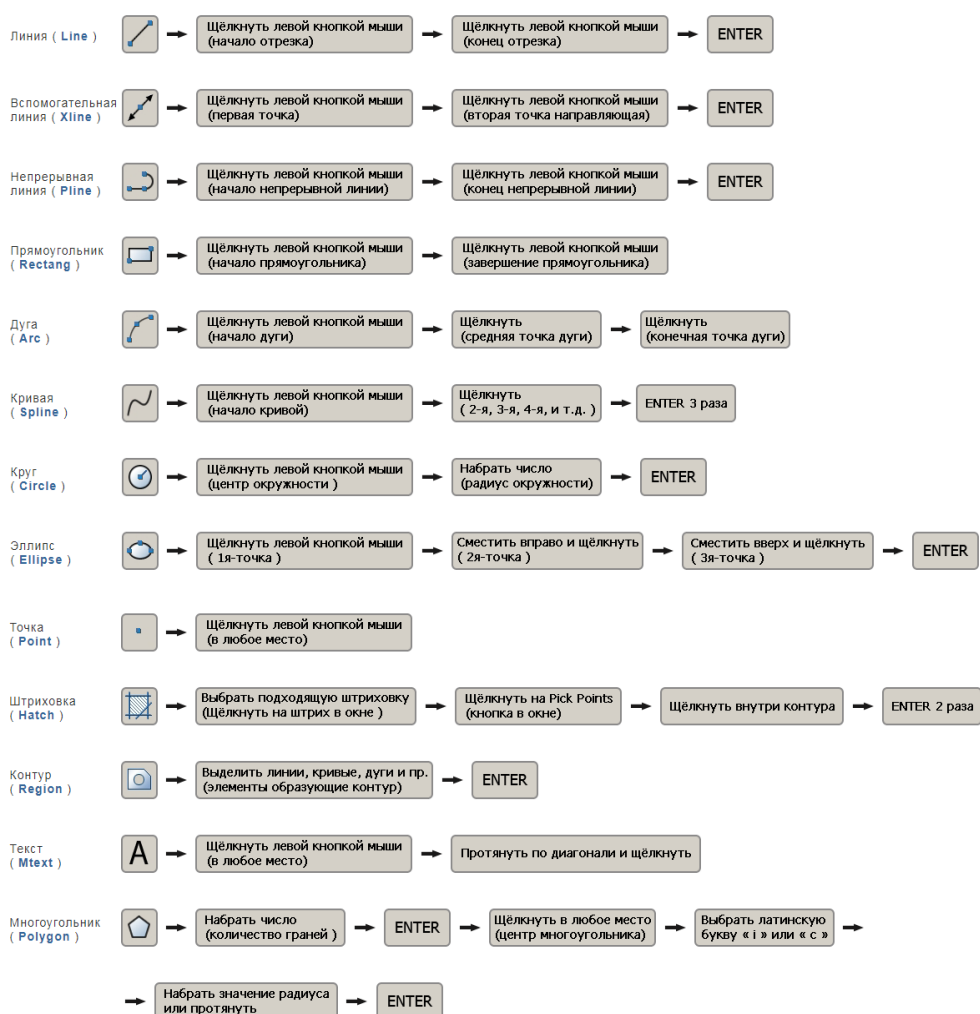 Линия ( Line )
Щёлкнуть левой кнопкой мыши
(начало отрезка)
Щёлкнуть левой кнопкой мыши
(конец отрезка)
ENTER
Вспомогательная
линия ( Xline )
Щёлкнуть левой кнопкой мыши
(первая точка)
Щёлкнуть левой кнопкой мыши
(вторая точка направляющая)
ENTER
Непрерывная
линия ( Pline )
Щёлкнуть левой кнопкой мыши
(начало непрерывной линии)
Щёлкнуть левой кнопкой мыши
(конец непрерывной линии)
ENTER
Прямоугольник
( Rectang )
Щёлкнуть левой кнопкой мыши
(начало прямоугольника)
Щёлкнуть левой кнопкой мыши
(завершение прямоугольника)
Дуга
( Arc )
Щёлкнуть левой кнопкой мыши
(начало дуги)
Щёлкнуть
(средняя точка дуги)
Щёлкнуть
(конечная точка дуги)
Кривая
( Spline )
Щёлкнуть левой кнопкой мыши
(начало кривой)
Щёлкнуть
( 2-я, 3-я, 4-я, и т.д. )
ENTER 3 раза
Круг
( Circle )
Щёлкнуть левой кнопкой мыши
(центр окружности )
Набрать число
(радиус окружности)
ENTER
Эллипс
( Ellipse )
Щёлкнуть левой кнопкой мыши
( 1я-точка )
Сместить вправо и щёлкнуть
( 2я-точка )
Сместить вверх и щёлкнуть
( 3я-точка )
ENTER
Точка
( Point )
Щёлкнуть левой кнопкой мыши
(в любое место)
Штриховка
( Hatch )
Выбрать подходящую штриховку
(Щёлкнуть на штрих в окне )
Щёлкнуть на Pick Points
(кнопка в окне)
Щёлкнуть внутри контура
ENTER 2 раза
Контур
( Region )
Выделить линии, кривые, дуги и пр.
(элементы образующие контур)
ENTER
Текст
( Mtext )
A
Щёлкнуть левой кнопкой мыши
(в любое место)
Протянуть по диагонали и щёлкнуть
Многоугольник
( Polygon )
Набрать число
(количество граней )
ENTER
Щёлкнуть в любое место
(центр многоугольника)
Выбрать латинскую
букву « i » или « c »
Набрать значение радиуса
или протянуть
ENTER